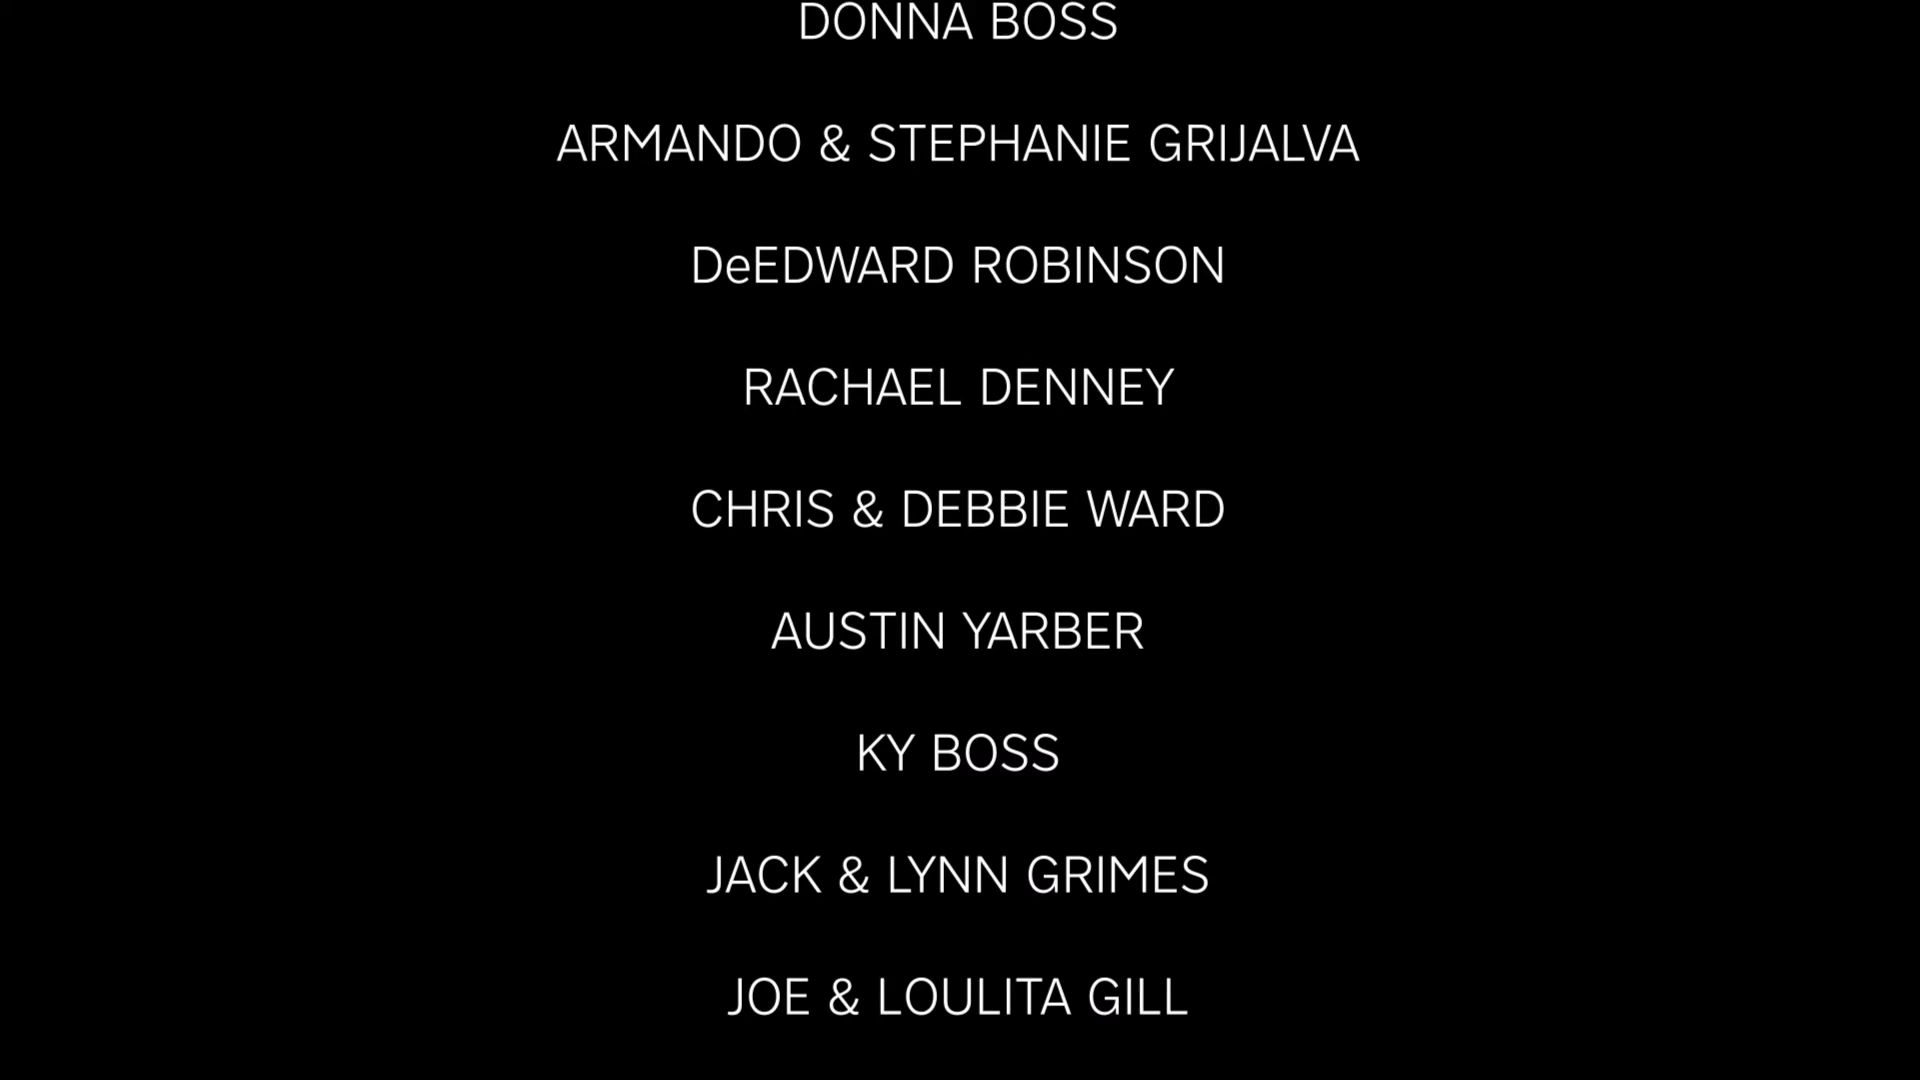 DONNA BOSS
ARMANDO & STEPHANIE GRIJALVA
DeEDWARD ROBINSON
RACHAEL DENNEY
CHRIS & DEBBIE WARD
AUSTIN YARBER
KY BOSS
JACK & LYNN GRIMES
JOE & LOULITA GILL